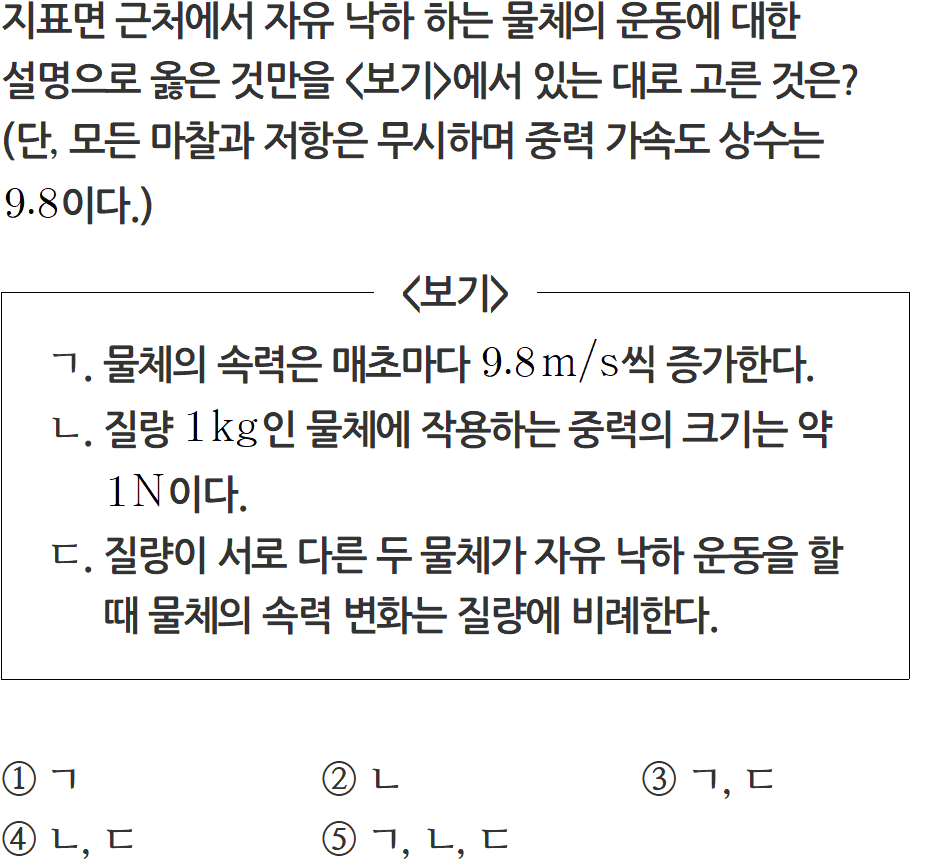 지표면 근처에서 자유 낙하 하는 물체의 운동에 대한
설명으로 옳은 것만을 <보기>에서 있는 대로 고른 것은?
(단, 모든 마찰과 저항은 무시하며 중력 가속도 상수는
9.8이다.)
<보기>
ㄱ. 물체의 속력은 매초마다 9.8m/s씩 증가한다.
ㄴ. 질량 1kg인 물체에 작용하는 중력의 크기는 약
1N이다.
ㄷ. 질량이 서로 다른 두 물체가 자유 낙하 운동을 할
때 물체의 속력 변화는 질량에 비례한다.
① ㄱ ② ㄴ ③ ㄱ, ㄷ
④ ㄴ, ㄷ ⑤ ㄱ, ㄴ, ㄷ